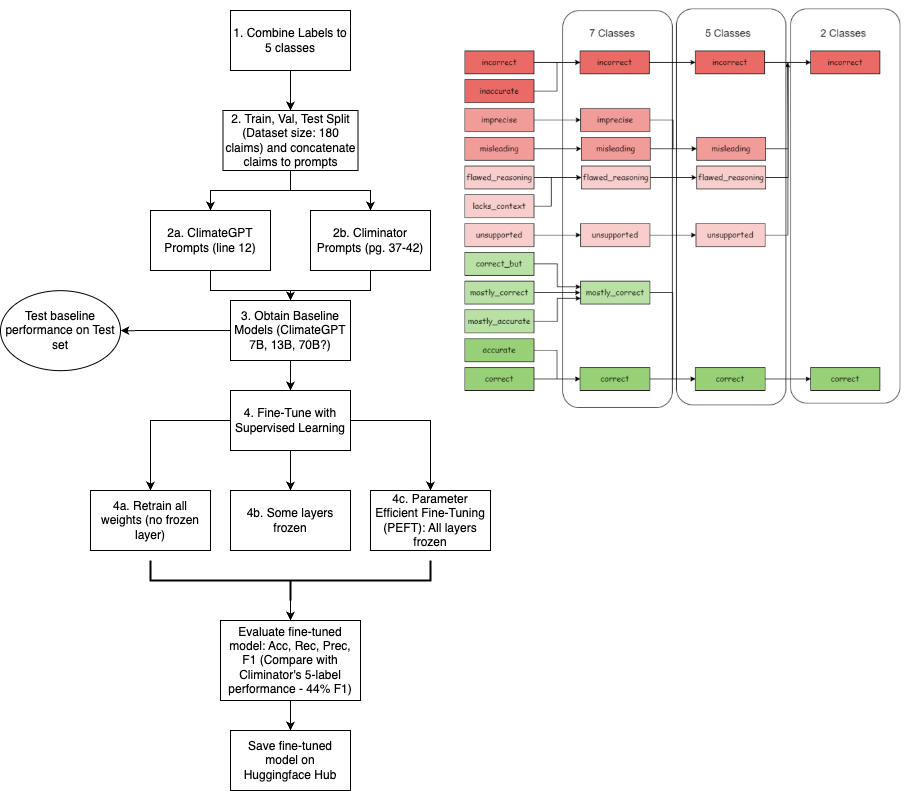 1. Combine Labels to
5 classes
2. Train, Val, Test Split
(Dataset size: 180
claims) and concatenate
claims to prompts
2a. ClimateGPT
Prompts (line 12)
2b. Climinator
Prompts (pg. 37-42)
Test baseline
performance on Test
set
3. Obtain Baseline
Models (ClimateGPT
7B, 13B, 70B?)
4. Fine-Tune with
Supervised Learning
4a. Retrain all
weights (no frozen
layer)
4b. Some layers
frozen
4c. Parameter
Efficient Fine-Tuning
(PEFT): All layers
frozen
Evaluate fine-tuned
model: Acc, Rec, Prec,
F1 (Compare with
Climinator's 5-label
performance - 44% F1)
Save fine-tuned
model on
Huggingface Hub
7 Classes
5 Classes
2 Classes
incorrect
incorrect
incorrect
incorrect
inaccurate
imprecise
imprecise
misleading
misleading
misleading
flawed_reasoning
flawed_reasoning
flawed_reasoning
lacks_context
unsupported
unsupported
unsupported
correct_but
mostly_correct
mostly_correct
mostly_accurate
accurate
correct
correct
correct
correct